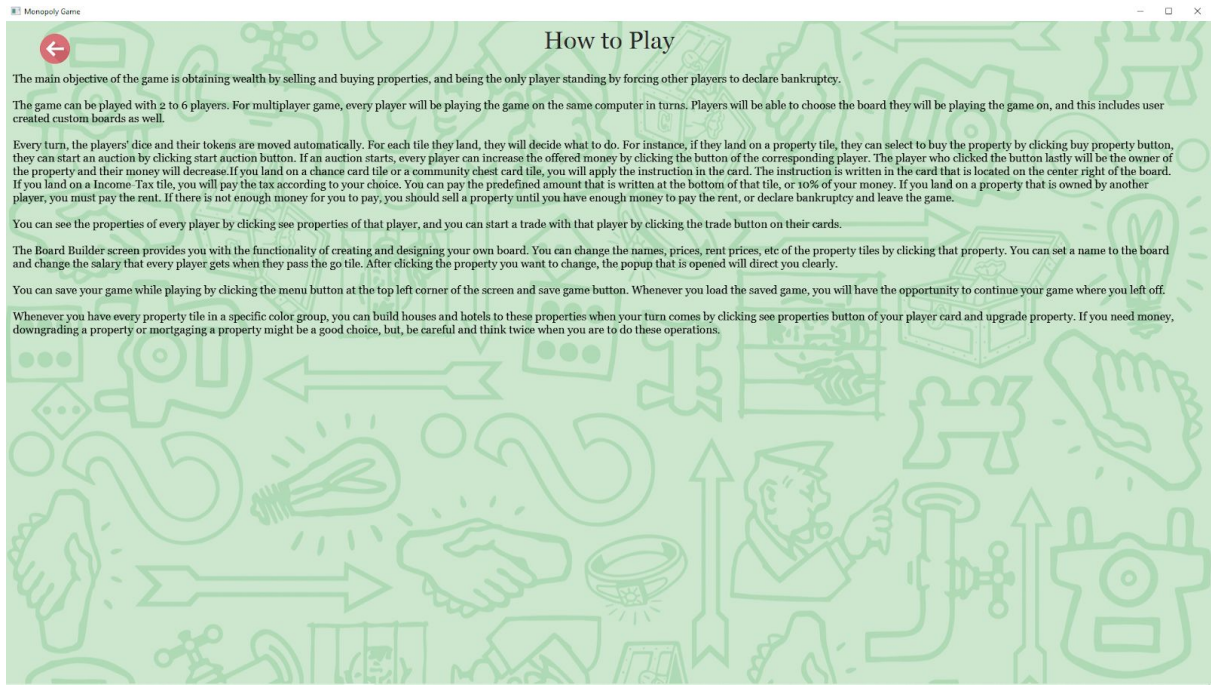 Monopoly Game
How to Play
The main objective of the game is obtaining wealth by selling and buying properties, and being the only player standing by forcing other players to declare bankruptcy.
The game can be played with 2 to 6 players. For multiplayer game, every player will be playing the game on the same computer in turns. Players will be able to choose the board they will be playing the game on, and this includes user
created custom boards as well.
Every turn, the players' dice and their tokens are moved automatically. For each tile they land, they will decide what to do. For instance, if they land on a property tile, they can select to buy the property by clicking buy property button,
they can start an auction by clicking start auction button. If an auction starts, every player can increase the offered money by clicking the button of the corresponding player. The player who clicked the button lastly will be the owner of
the property and their money will decrease.If you land on a chance card tile or a community chest card tile, you will apply the instruction in the card. The instruction is written in the card that is located on the center right of the board.
If you land on a Income-Tax tile, you will pay the tax according to your choice. You can pay the predefined amount that is written at the bottom of that tile, or 10% of your money. If you land on a property that is owned by another
player, you must pay the rent. If there is not enough money for you to pay, you should sell a property until you have enough money to pay the rent, or declare bankruptcy and leave the game.
You can see the properties of every player by clicking see properties of that player, and you can start a trade with that player by clicking the trade button on their cards.
The Board Builder screen provides you with the functionality of creating and designing your own board. You can change the names, prices, rent prices, etc of the property tiles by clicking that property. You can set a name to the board
and change the salary that every player gets when they pass the go tile. After clicking the property you want to change, the popup that is opened will direct you clearly.
You can save your game while playing by clicking the menu button at the top left corner of the screen and save game button. Whenever you load the saved game, you will have the opportunity to continue your game where you left off.
Whenever you have every property tile in a specific color group, you can build houses and hotels to these properties when your turn comes by clicking see properties button of your player card and upgrade property. If you need money,
downgrading a property or mortgaging a property might be a good choice, but, be careful and think twice when you are to do these operations.